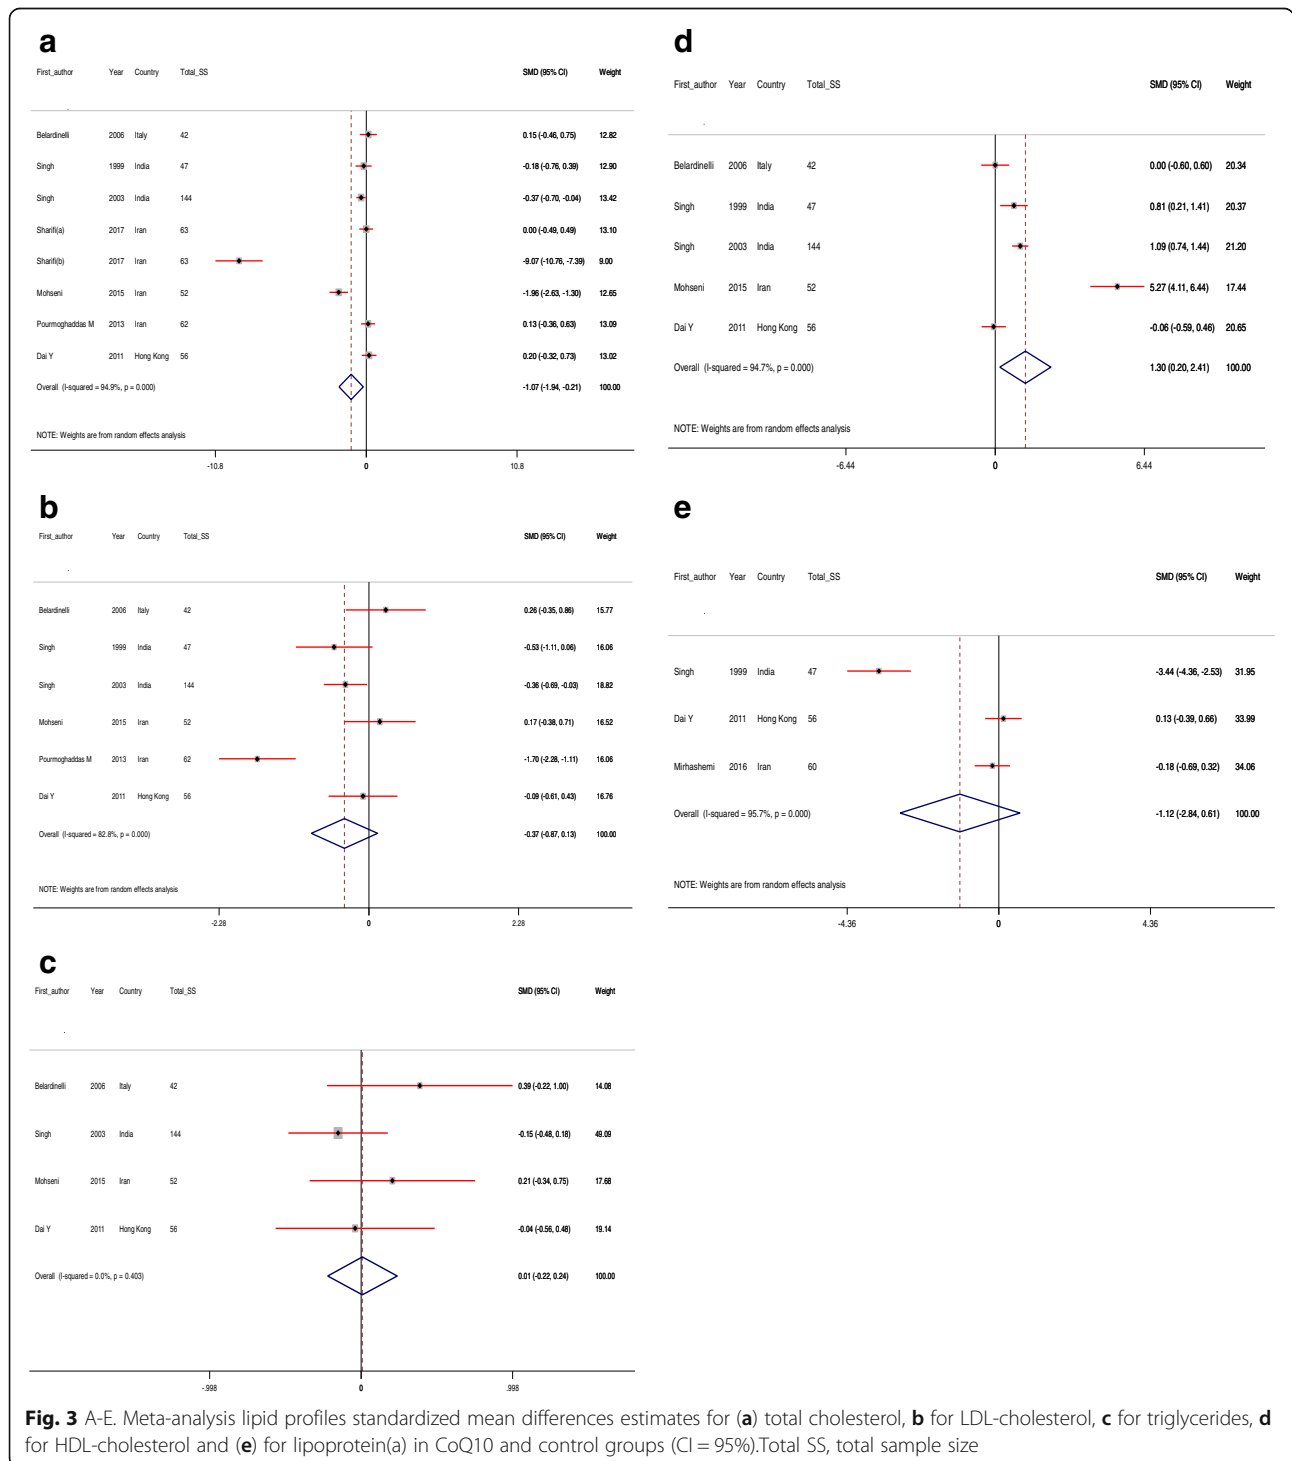 a
First_author Year Country Total_SS SMD (95% CI) Weight
Belardinelli 2006 Italy 42 0.15 (-0.46, 0.75) 12.82
Singh 1999 India 47 -0.18 (-0.76, 0.39) 12.90
Singh 2003 India 144 -0.37 (-0.70, -0.04) 13.42
Sharifi(a) 2017 Iran 63 0.00 (-0.49, 0.49) 13.10
Sharifi(b) 2017 Iran 63 -9.07 (-10.76, -7.39) 9.00
Mohseni 2015 Iran 52 -1.96 (-2.63, -1.30) 12.65
Pourmoghaddas M 2013 Iran 62 0.13 (-0.36, 0.63) 13.09
Dai Y 2011 Hong Kong 56 0.20 (-0.32, 0.73) 13.02
Overall (I-squared = 94.9%, p = 0.000) -1.07 (-1.94, -0.21) 100.00
NOTE: Weights are from random effects analysis
-10.8 0 10.8
b
First_author Year Country Total_SS SMD (95% CI) Weight
Belardinelli 2006 Italy 42 0.26 (-0.35, 0.86) 15.77
Singh 1999 India 47 -0.53 (-1.11, 0.06) 16.06
Singh 2003 India 144 -0.36 (-0.69, -0.03) 18.82
Mohseni 2015 Iran 52 0.17 (-0.38, 0.71) 16.52
Pourmoghaddas M 2013 Iran 62 -1.70 (-2.28, -1.11) 16.06
Dai Y 2011 Hong Kong 56 -0.09 (-0.61, 0.43) 16.76
Overall (I-squared = 82.8%, p = 0.000) -0.37 (-0.87, 0.13) 100.00
NOTE: Weights are from random effects analysis
-2.28 0 2.28
c
First_author Year Country Total_SS SMD (95% CI) Weight
Belardinelli 2006 Italy 42 0.39 (-0.22, 1.00) 14.08
Singh 2003 India 144 -0.15 (-0.48, 0.18) 49.09
Mohseni 2015 Iran 52 0.21 (-0.34, 0.75) 17.68
Dai Y 2011 Hong Kong 56 -0.04 (-0.56, 0.48) 19.14
Overall (I-squared = 0.0%, p = 0.403) 0.01 (-0.22, 0.24) 100.00
-.998 0 .998
d
First_author Year Country Total_SS SMD (95% CI) Weight
Belardinelli 2006 Italy 42 0.00 (-0.60, 0.60) 20.34
Singh 1999 India 47 0.81 (0.21, 1.41) 20.37
Singh 2003 India 144 1.09 (0.74, 1.44) 21.20
Mohseni 2015 Iran 52 5.27 (4.11, 6.44) 17.44
Dai Y 2011 Hong Kong 56 -0.06 (-0.59, 0.46) 20.65
Overall (I-squared = 94.7%, p = 0.000) 1.30 (0.20, 2.41) 100.00
NOTE: Weights are from random effects analysis
-6.44 0 6.44
e
First_author Year Country Total_SS SMD (95% CI) Weight
Singh 1999 India 47 -3.44 (-4.36, -2.53) 31.95
Dai Y 2011 Hong Kong 56 0.13 (-0.39, 0.66) 33.99
Mirhashemi 2016 Iran 60 -0.18 (-0.69, 0.32) 34.06
Overall (I-squared = 95.7%, p = 0.000) -1.12 (-2.84, 0.61) 100.00
NOTE: Weights are from random effects analysis
-4.36 0 4.36
Fig. 3 A-E. Meta-analysis lipid profiles standardized mean differences estimates for (a) total cholesterol, b for LDL-cholesterol, c for triglycerides, d
for HDL-cholesterol and (e) for lipoprotein(a) in CoQ10 and control groups (CI = 95%).Total SS, total sample size